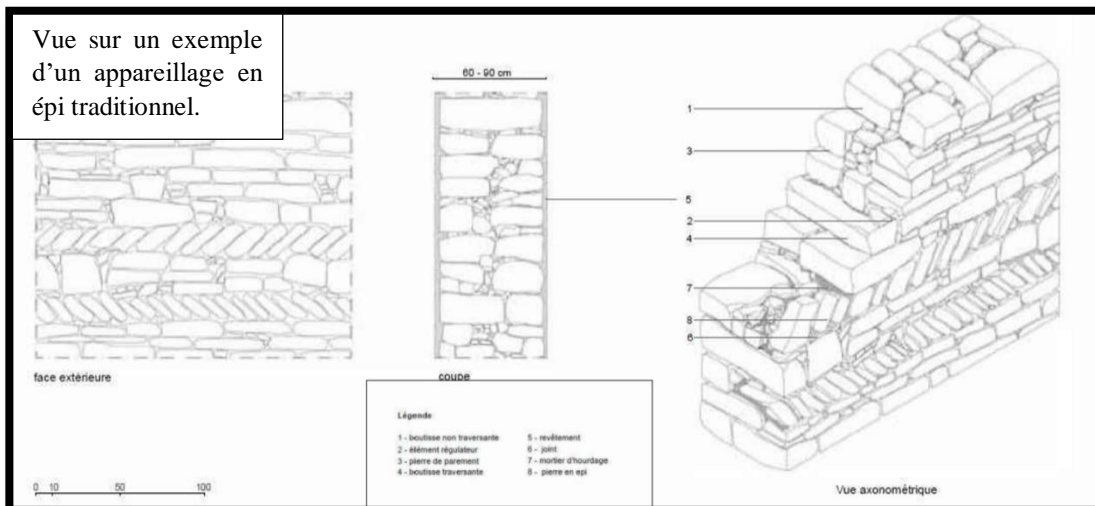 Vue sur un exemple
d'un appareillage en
épi traditionnel.
60 - 90 cm
1
3
5
2
4
7
8
6
face extérieure
coupe
Légende
1 - boutisse non traversante
2 - élément régulateur
3 - pierre de parement
4 - boutisse traversante
5 - revêtement
6 - joint
7 - mortier d'hourdage
8 - pierre en epi
0 10 50 100
Vue axonométrique